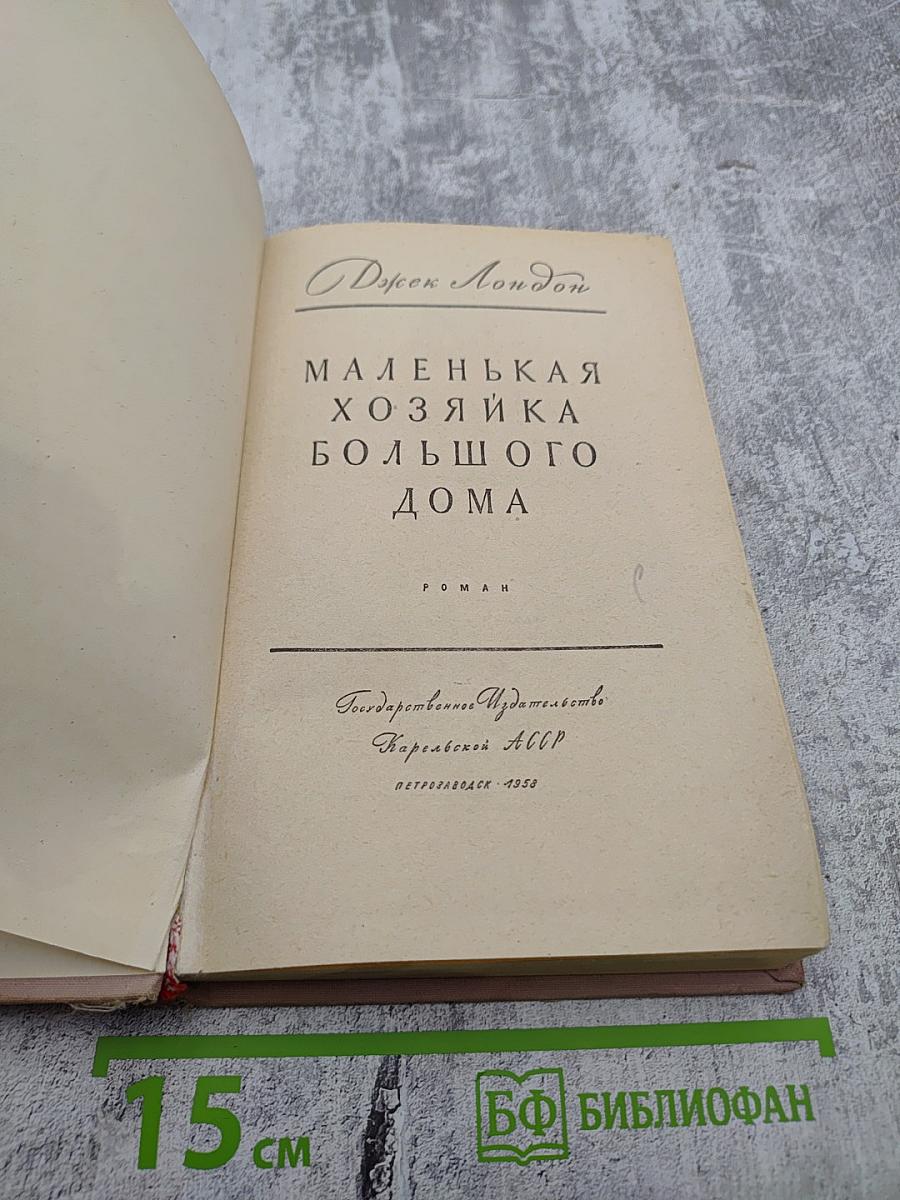 Джек Лондон
МАЛЕНЬКАЯ
ХОЗЯЙКА
БОЛЬШОГО
ДОМА
РОМАН
Государственное Издательство
Карельской АССР
ПЕТРОЗАВОДСК · 1958
15 см
БФ БИБЛИОФАН